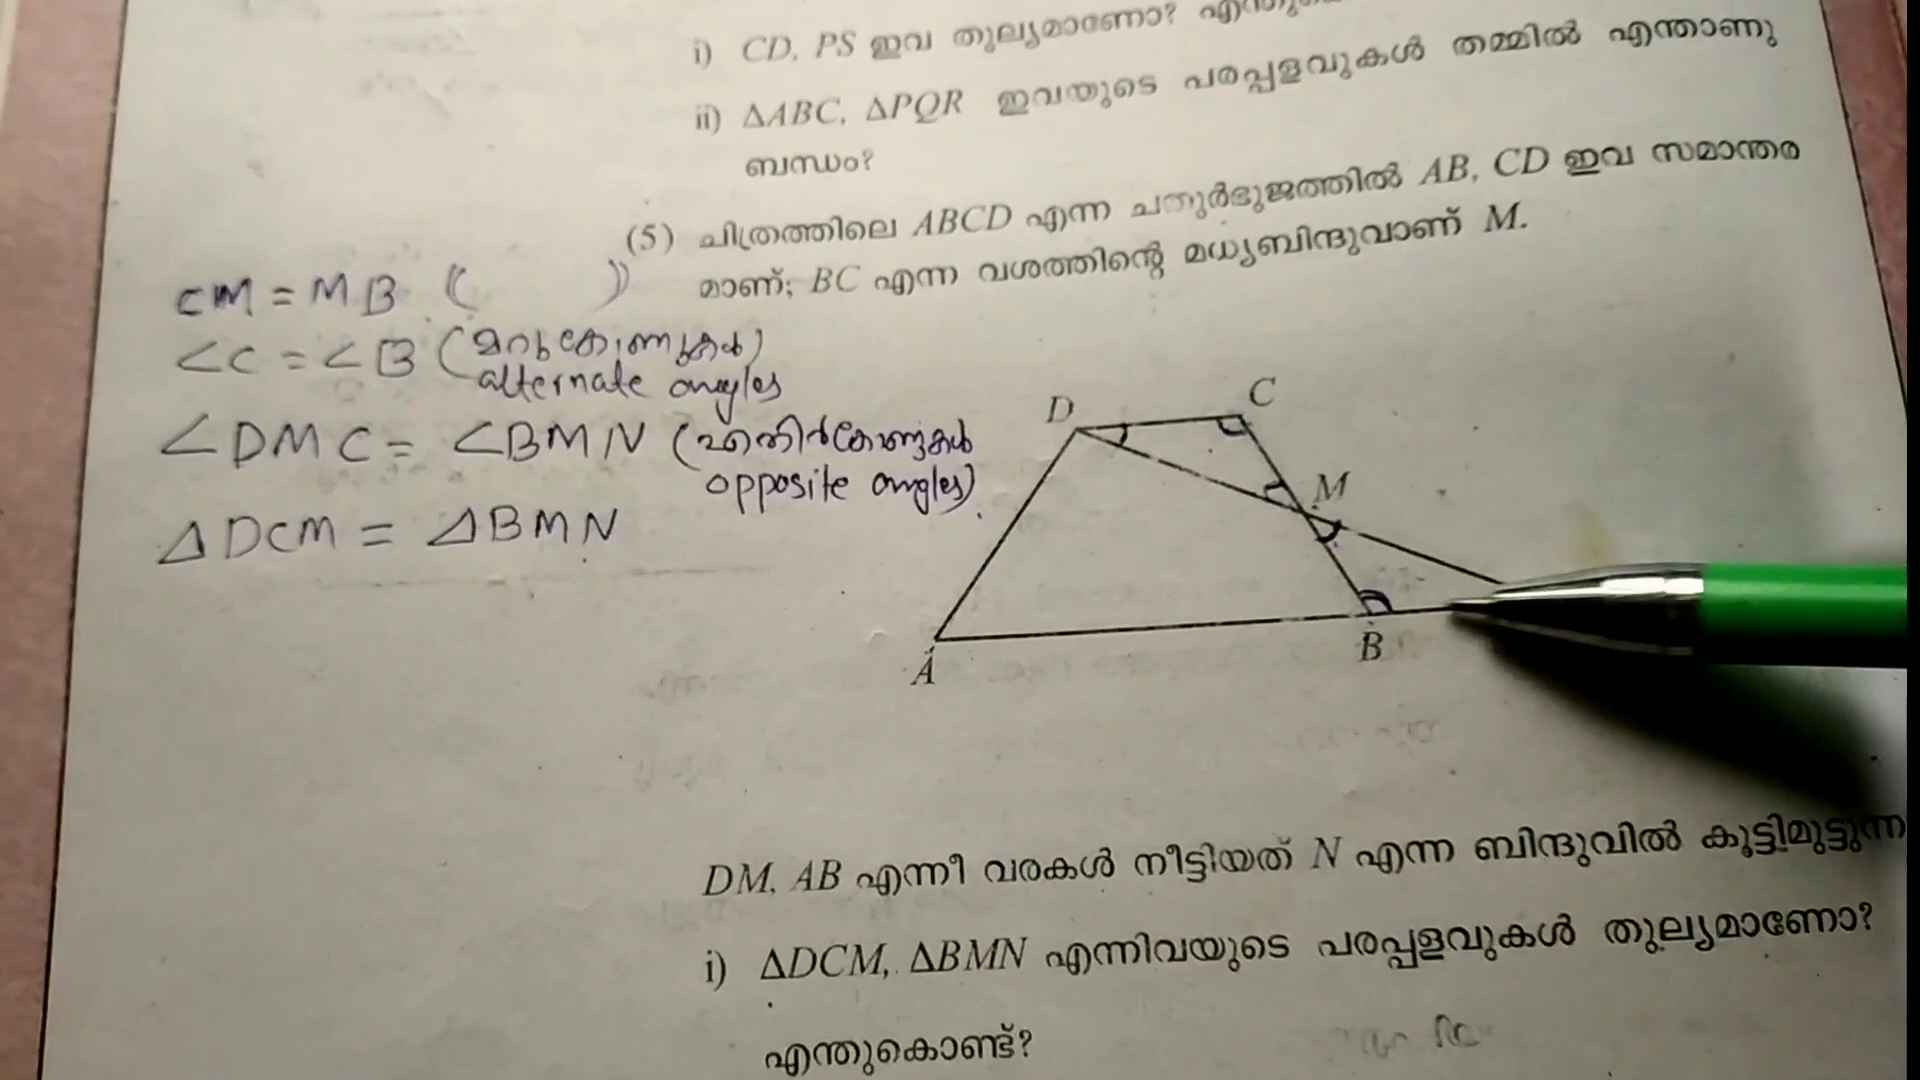 i) CD, PS ഇവ തുല്യമാണോ?
ii) ΔABC, ΔPQR ഇവയുടെ പരപ്പളവുകൾ തമ്മിൽ എന്താണു
ബന്ധം?
(5) ചിത്രത്തിലെ ABCD എന്ന ചതുർഭുജത്തിൽ AB, CD ഇവ സമാന്തര
മാണ്; BC എന്ന വശത്തിന്റെ മധ്യബിന്ദുവാണ് M.
CM = MB ( )
∠C = ∠B (മറുകോണുകൾ)
alternate angles
∠DMC = ∠BMN (എതിർകോണുകൾ
opposite angles).
ΔDCM = ΔBMN
D
C
M
A
B
DM, AB എന്നീ വരകൾ നീട്ടിയത് N എന്ന ബിന്ദുവിൽ കൂട്ടിമുട്ടുന്ന
i) ΔDCM, ΔBMN എന്നിവയുടെ പരപ്പളവുകൾ തുല്യമാണോ?
എന്തുകൊണ്ട്?